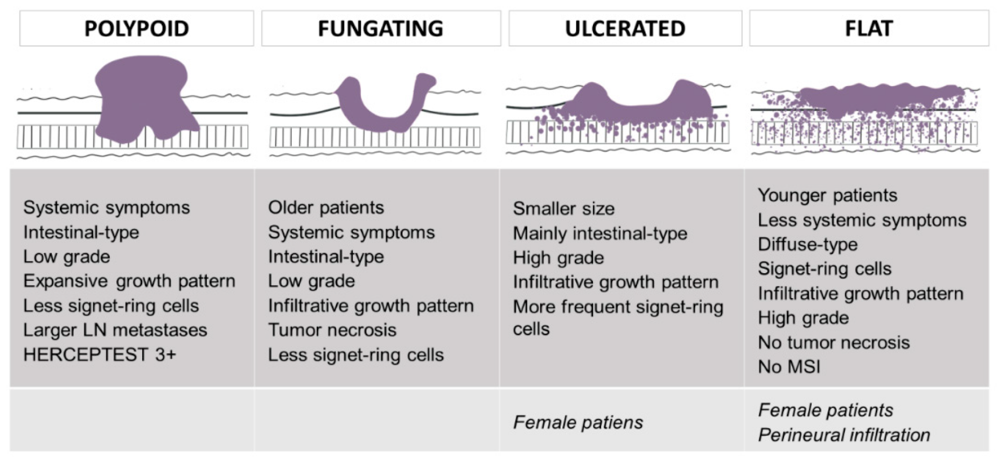 POLYPOID
FUNGATING
ULCERATED
FLAT
Systemic symptoms
Intestinal-type
Low grade
Expansive growth pattern
Less signet-ring cells
Larger LN metastases
HERCEPTEST 3+
Older patients
Systemic symptoms
Intestinal-type
Low grade
Infiltrative growth pattern
Tumor necrosis
Less signet-ring cells
Smaller size
Mainly intestinal-type
High grade
Infiltrative growth pattern
More frequent signet-ring
cells
Younger patients
Less systemic symptoms
Diffuse-type
Signet-ring cells
Infiltrative growth pattern
High grade
No tumor necrosis
No MSI
Female patiens
Female patients
Perineural infiltration